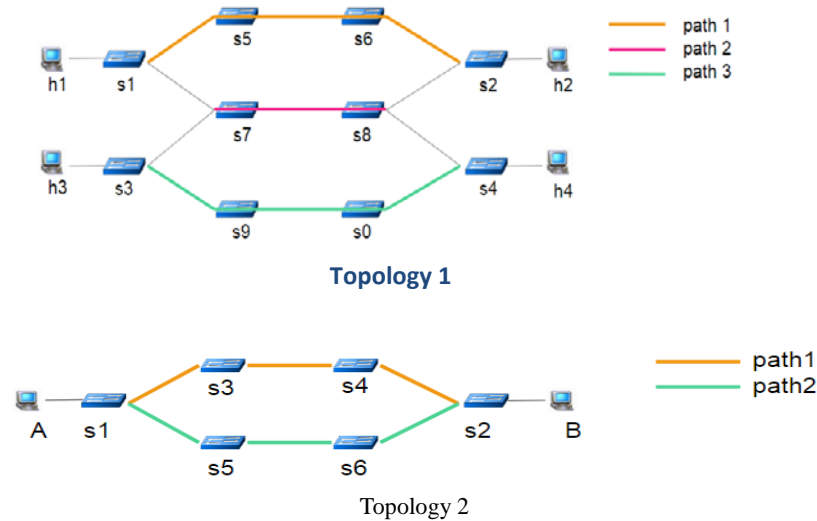 s5 s6 path 1
path 2
h1 s1 s2 h2 path 3
s7 s8
h3 s3 s4 h4
s9 s0
Topology 1
path1
s3 s4 path2
A s1 s2 B
s5 s6
Topology 2